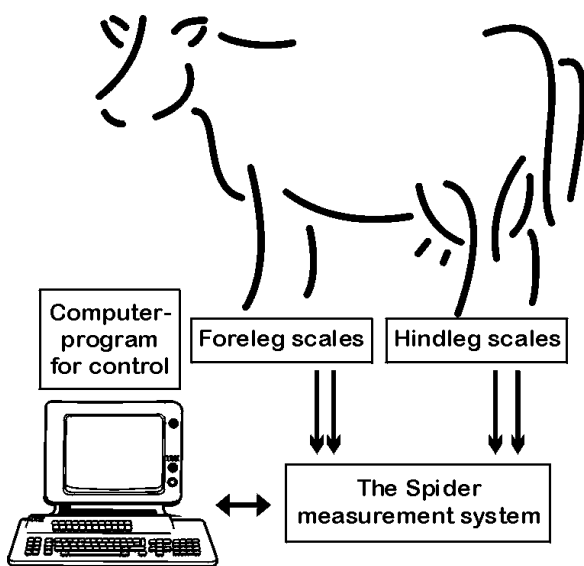 Computer-
program
for control
Foreleg scales
Hindleg scales
The Spider
measurement system